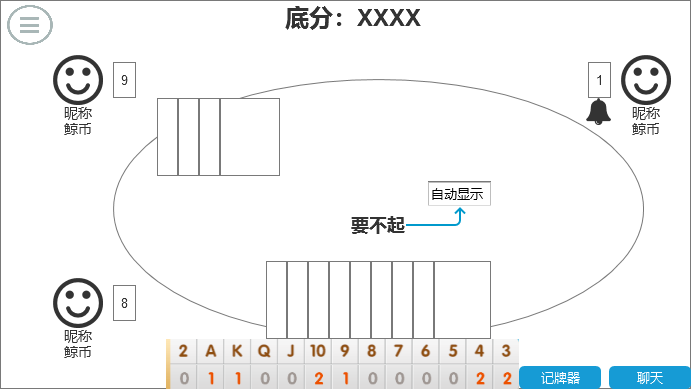 底分：XXXX
9
1
昵称
鲸币
昵称
鲸币
自动显示
要不起
8
昵称
鲸币
2 A K Q J 10 9 8 7 6 5 4 3
0 1 1 0 0 2 1 0 0 0 0 2 2
记牌器
聊天